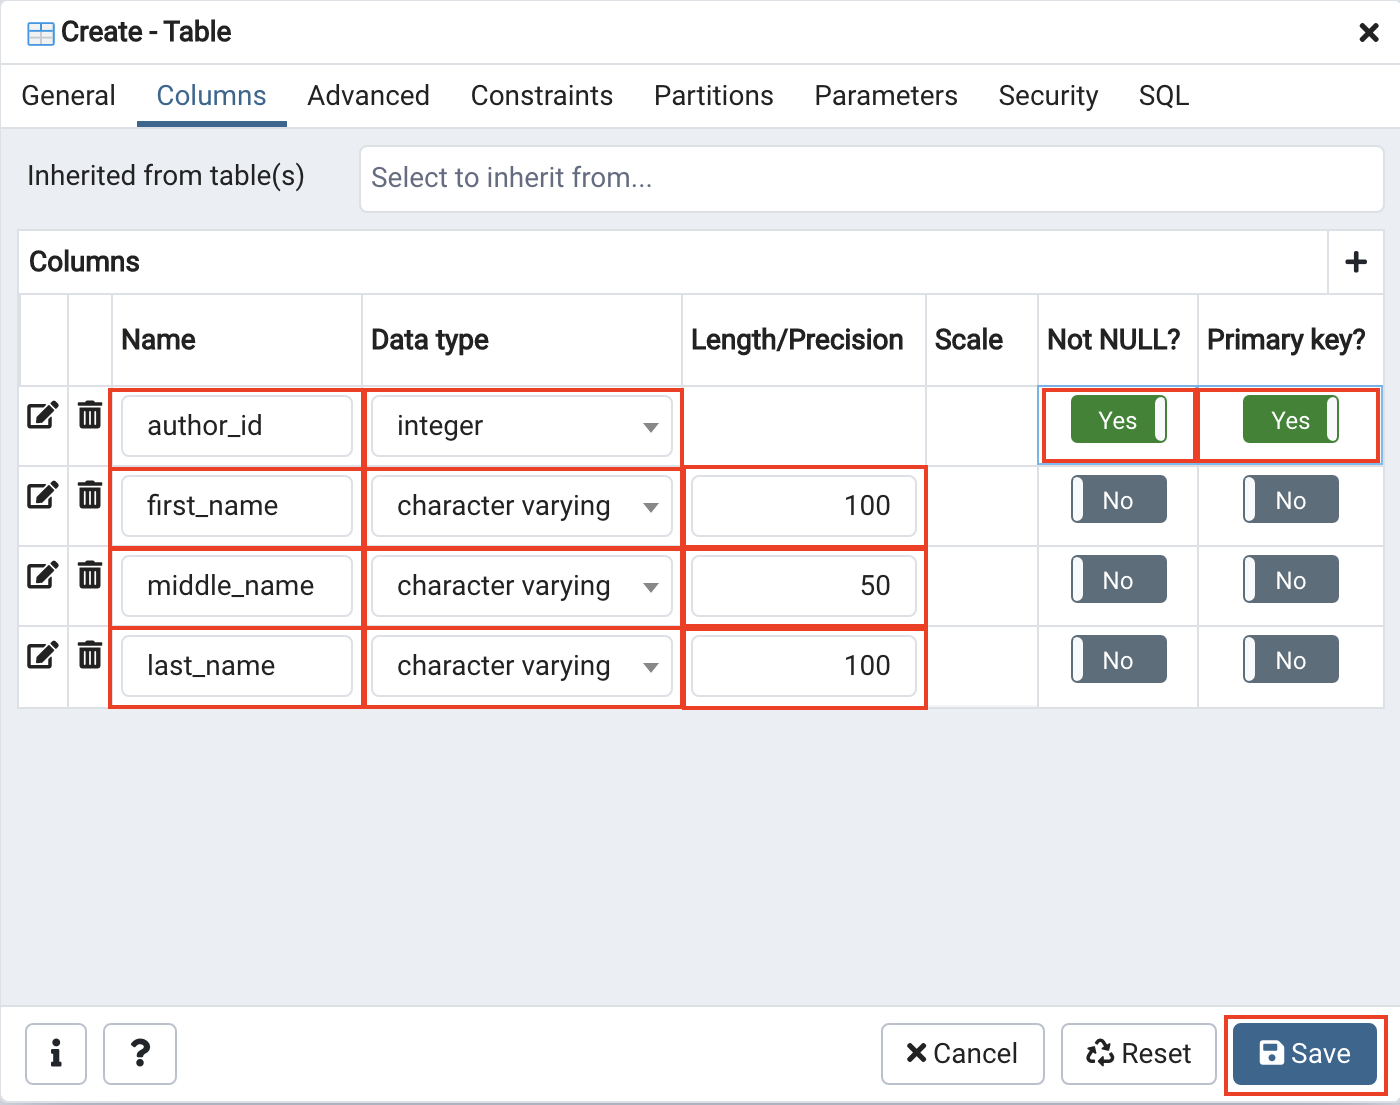 Create - Table
General Columns Advanced Constraints Partitions Parameters Security SQL
Inherited from table(s) Select to inherit from...
Columns
Name Data type Length/Precision Scale Not NULL? Primary key?
author_id integer Yes Yes
first_name character varying 100 No No
middle_name character varying 50 No No
last_name character varying 100 No No
i ? Cancel Reset Save